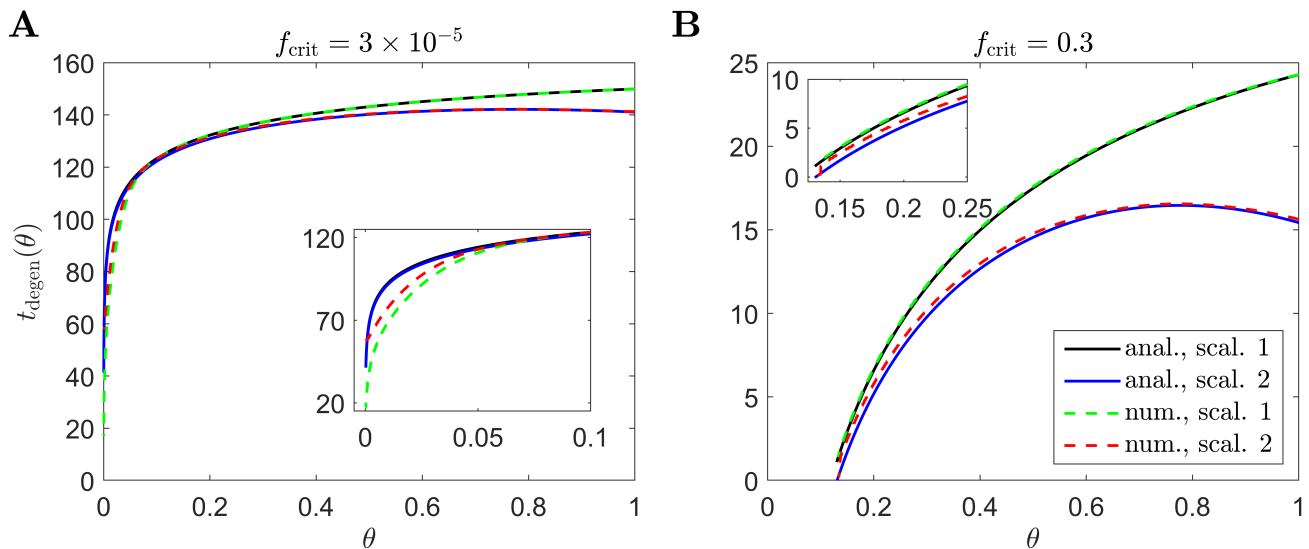 A
f_crit = 3 × 10^-5
160
140
120
100
80
60
40
20
0
t_degen(θ)
0 0.2 0.4 0.6 0.8 1
θ
120
70
20
0 0.05 0.1
B
f_crit = 0.3
25
20
15
10
5
0
0 0.2 0.4 0.6 0.8 1
θ
10
5
0
0.15 0.2 0.25
anal., scal. 1
anal., scal. 2
num., scal. 1
num., scal. 2